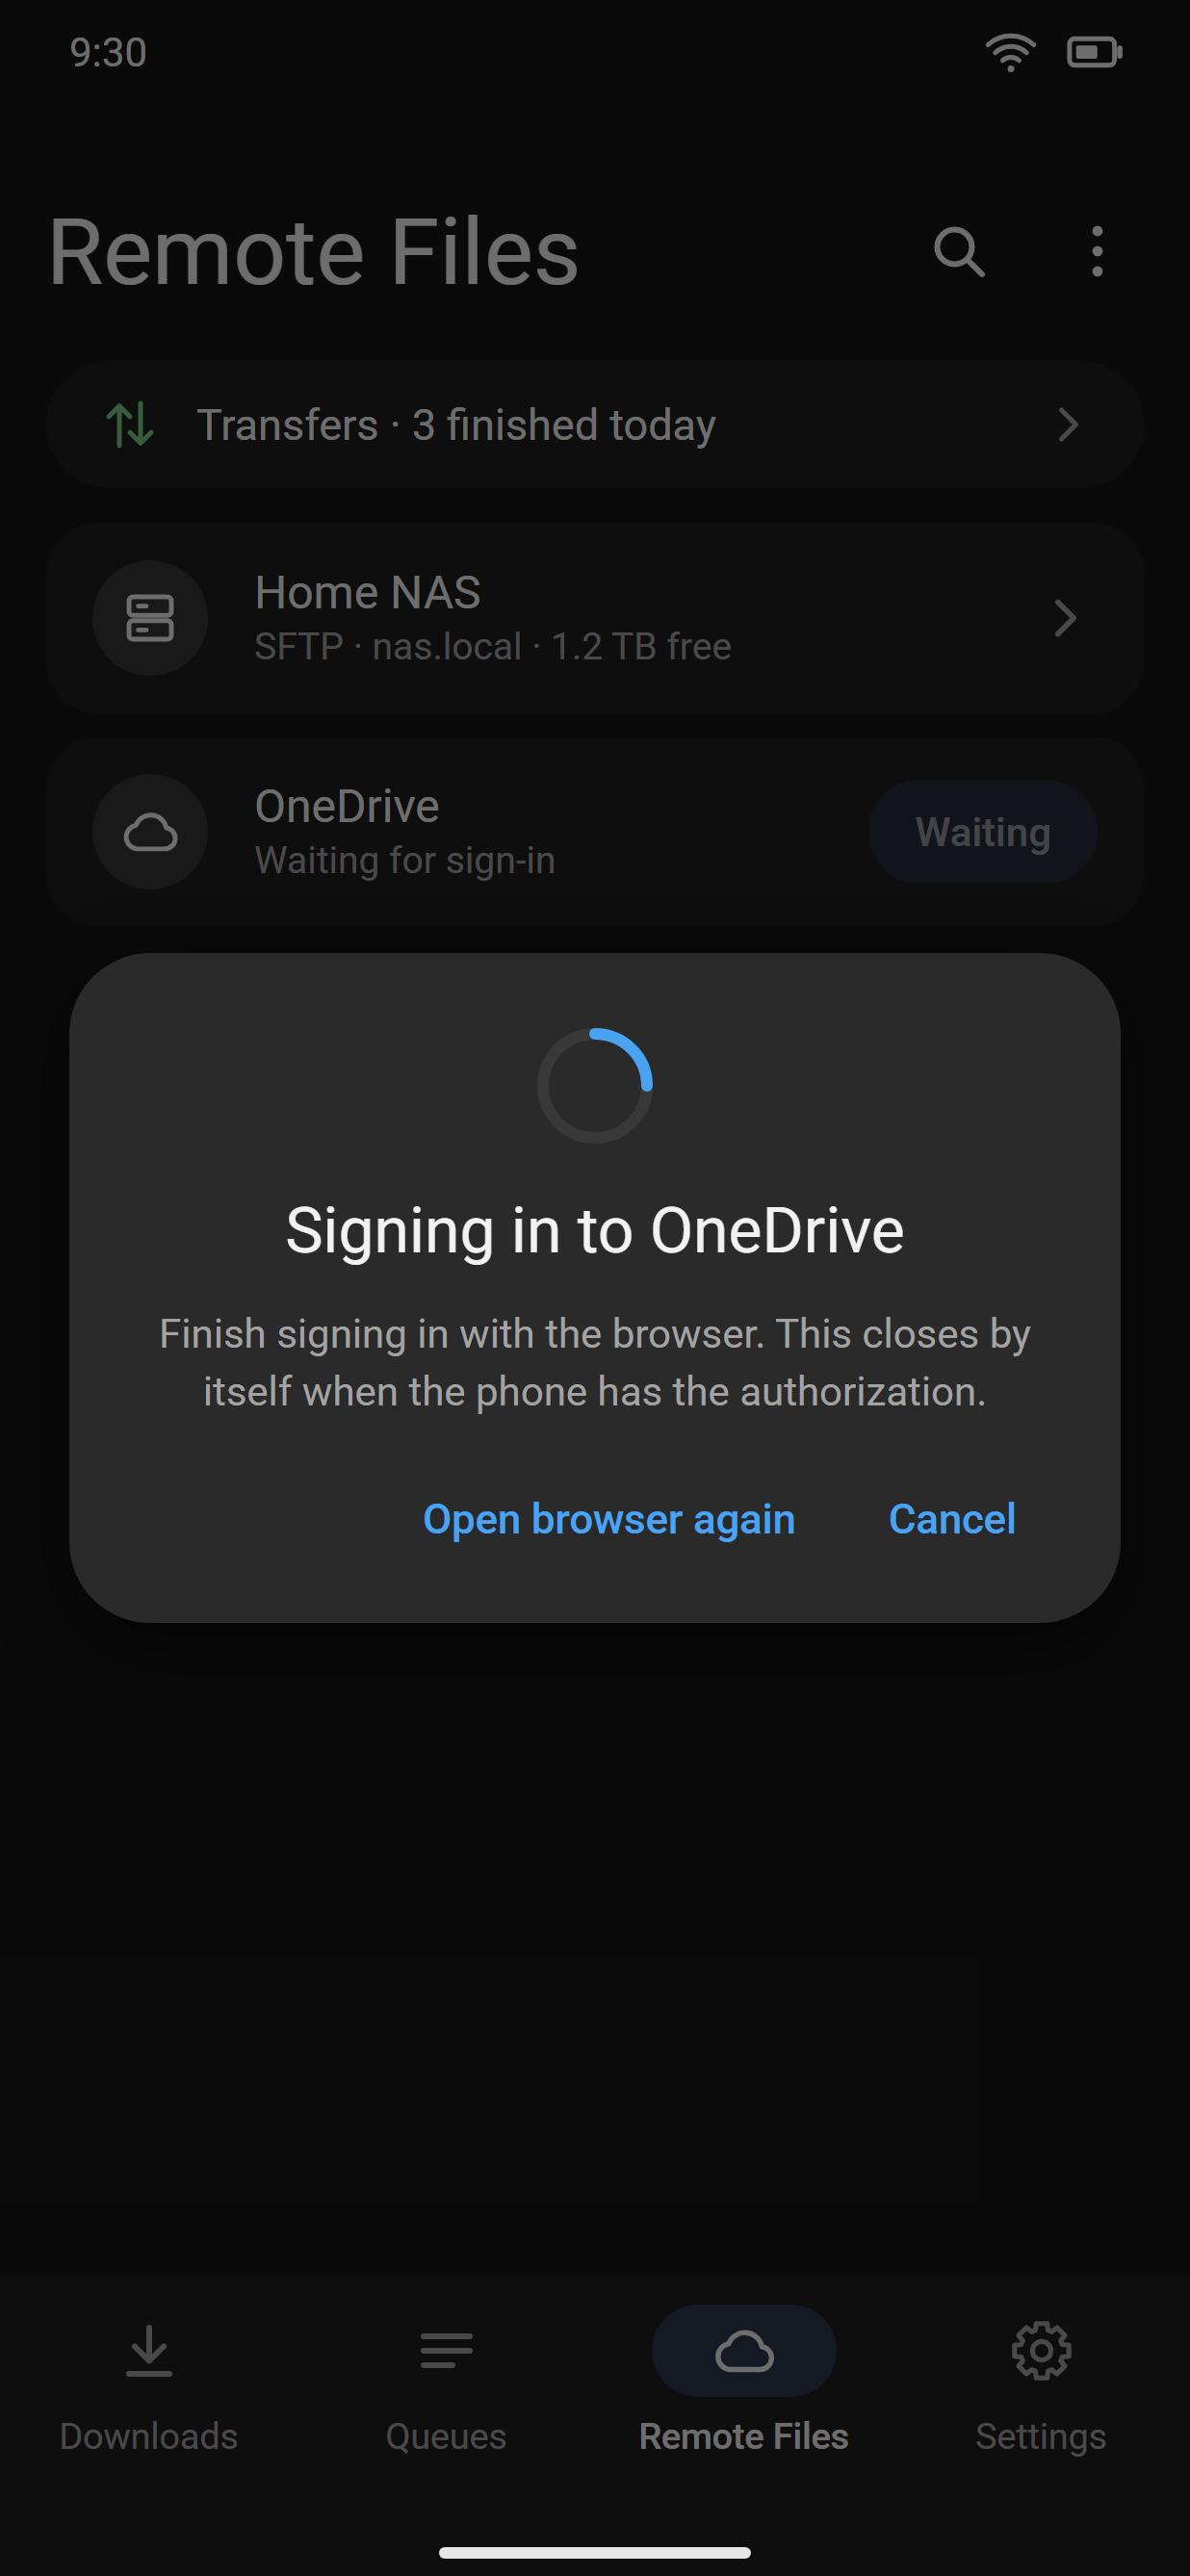 9:30
Remote Files
Transfers · 3 finished today
Home NAS
SFTP · nas.local · 1.2 TB free
OneDrive
Waiting for sign-in
Waiting
Signing in to OneDrive
Finish signing in with the browser. This closes by
itself when the phone has the authorization.
Open browser again
Cancel
Downloads
Queues
Remote Files
Settings